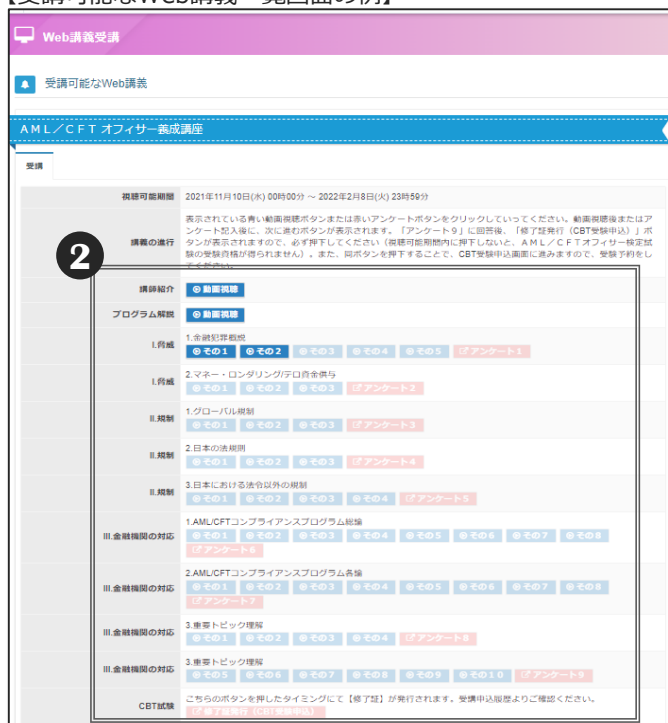 【受講可能なWeb講義一覧画面の例】
Web講義受講
受講可能なWeb講義
AML/CFT オフィサー養成講座
受講
視聴可能期間 2021年11月10日(水) 00時00分 ~ 2022年2月8日(火) 23時59分
表示されている青い動画視聴ボタンまたは赤いアンケートボタンをクリックしていってください。動画視聴後またはア
講義の進行 ンケート記入後に、次に進むボタンが表示されます。「アンケート9」に回答後、「修了証発行(CBT受験申込)」ボ
タンが表示されますので、必ず押下してください(視聴可能期間内に押下しないと、AML/CFTオフィサー検定試
験の受験資格が得られません)。また、同ボタンを押下することで、CBT受験申込画面に進みますので、受験予約をし
てください。
2
講師紹介 動画視聴
プログラム解説 動画視聴
I.脅威 1.金融犯罪概説
その1 その2 その3 その4 その5 アンケート1
I.脅威 2.マネー・ロンダリング/テロ資金供与
その1 その2 その3 アンケート2
II.規制 1.グローバル規制
その1 その2 その3 アンケート3
II.規制 2.日本の法規則
その1 その2 その3 アンケート4
II.規制 3.日本における法令以外の規制
その1 その2 その3 その4 アンケート5
III.金融機関の対応 1.AML/CFTコンプライアンスプログラム総論
その1 その2 その3 その4 その5 その6 その7 その8
アンケート6
III.金融機関の対応 2.AML/CFTコンプライアンスプログラム各論
その1 その2 その3 その4 その5 その6 その7 その8
アンケート7
III.金融機関の対応 3.重要トピック理解
その1 その2 その3 その4 アンケート8
III.金融機関の対応 3.重要トピック理解
その5 その6 その7 その8 その9 その10 アンケート9
CBT試験 こちらのボタンを押したタイミングにて【修了証】が発行されます。受講申込履歴よりご確認ください。
修了証発行(CBT受験申込)